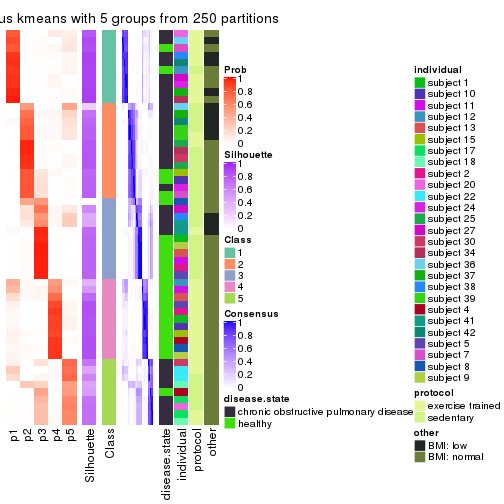 us kmeans with 5 groups from 250 partitions
p1
p2
p3
p4
p5
Silhouette
Class
disease.state
individual
protocol
other
Prob
1
0.8
0.6
0.4
0.2
0
Silhouette
1
0.8
0.6
0.4
0.2
0
Class
1
2
3
4
5
Consensus
1
0.8
0.6
0.4
0.2
0
disease.state
chronic obstructive pulmonary disease
healthy
individual
subject 1
subject 10
subject 11
subject 12
subject 13
subject 15
subject 17
subject 18
subject 2
subject 20
subject 22
subject 24
subject 25
subject 27
subject 30
subject 34
subject 36
subject 37
subject 38
subject 39
subject 4
subject 41
subject 42
subject 5
subject 7
subject 8
subject 9
protocol
exercise trained
sedentary
other
BMI: low
BMI: normal